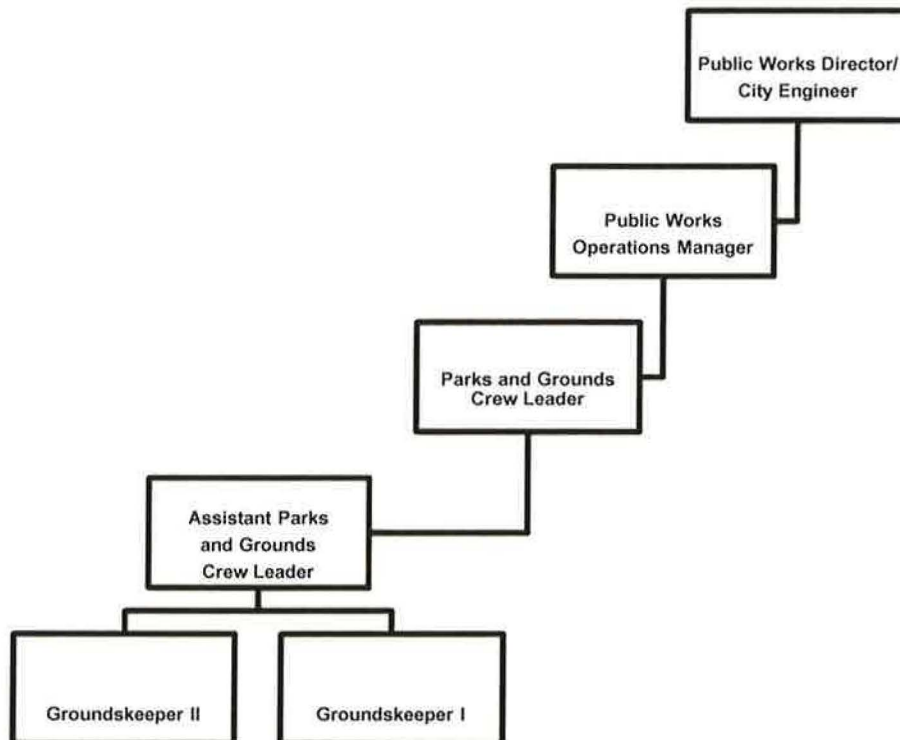 Public Works Director/
City Engineer
Public Works
Operations Manager
Parks and Grounds
Crew Leader
Assistant Parks
and Grounds
Crew Leader
Groundskeeper II
Groundskeeper I